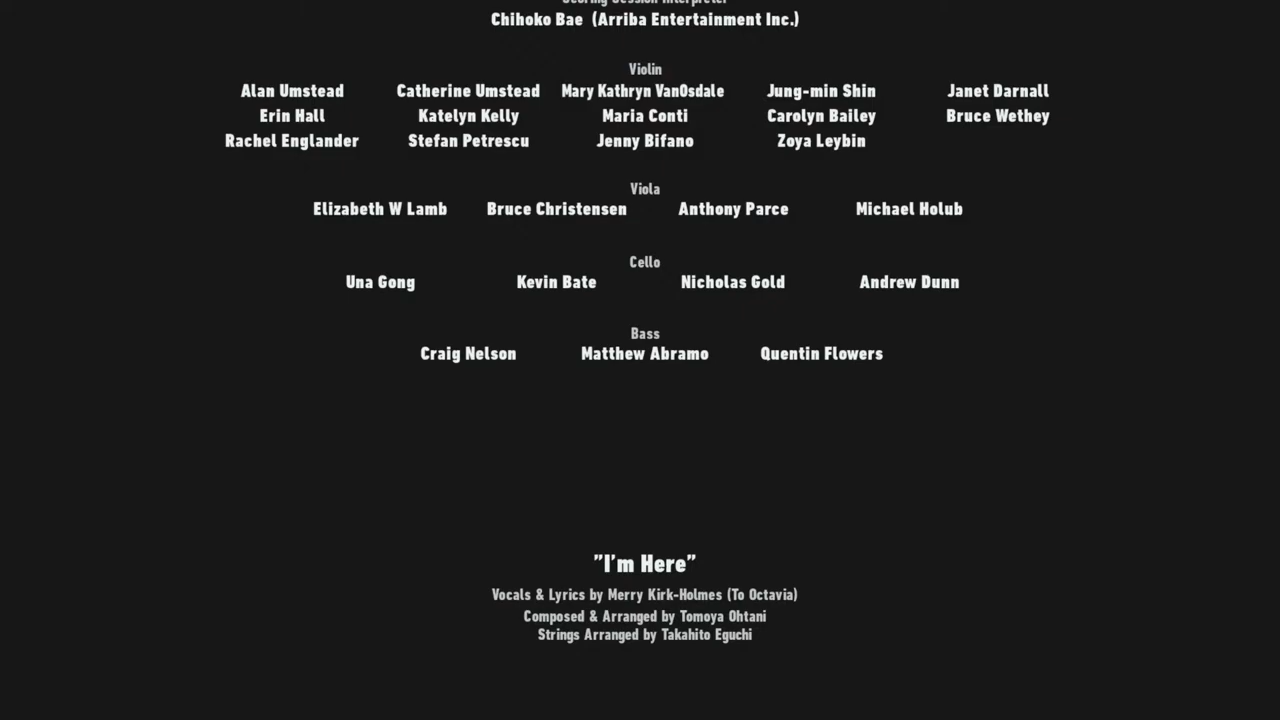 Scoring Session Interpreter
Chihoko Bae (Arriba Entertainment Inc.)
Violin
Alan Umstead Catherine Umstead Mary Kathryn VanOsdale Jung-min Shin Janet Darnall
Erin Hall Katelyn Kelly Maria Conti Carolyn Bailey Bruce Wethey
Rachel Englander Stefan Petrescu Jenny Bifano Zoya Leybin
Viola
Elizabeth W Lamb Bruce Christensen Anthony Parce Michael Holub
Cello
Una Gong Kevin Bate Nicholas Gold Andrew Dunn
Bass
Craig Nelson Matthew Abramo Quentin Flowers
"I'm Here"
Vocals & Lyrics by Merry Kirk-Holmes (To Octavia)
Composed & Arranged by Tomoya Ohtani
Strings Arranged by Takahito Eguchi